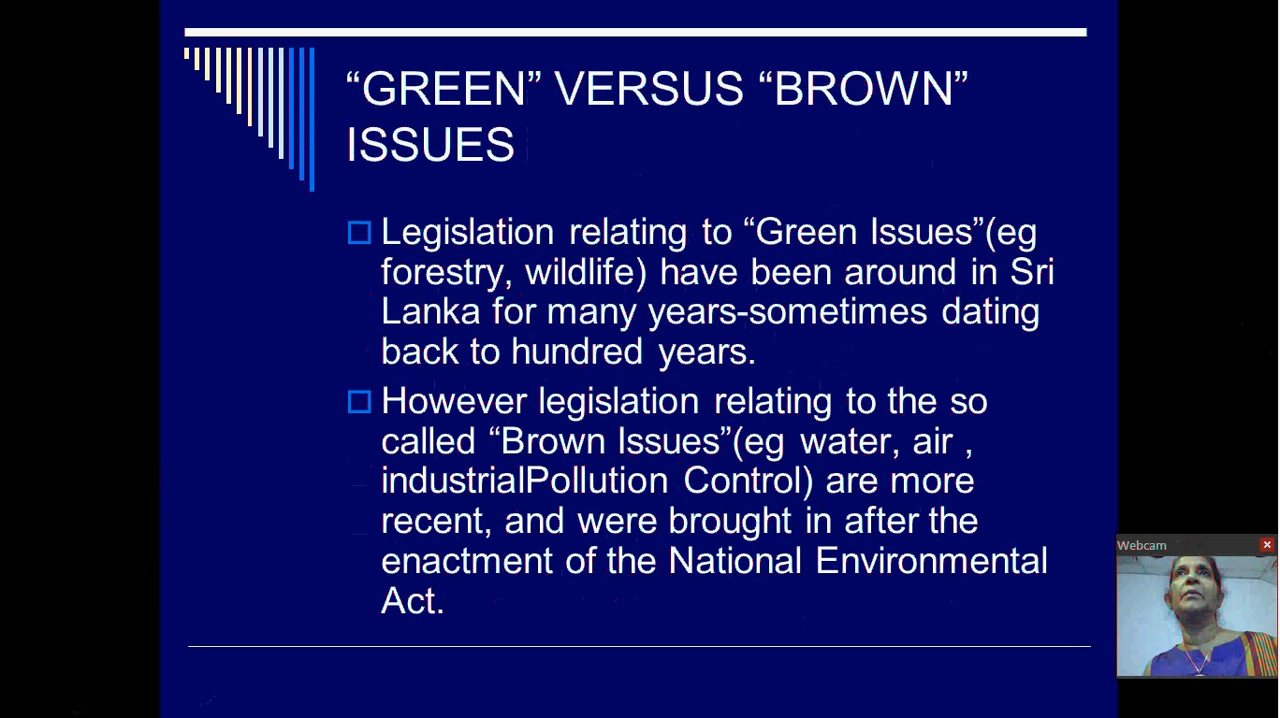 “GREEN” VERSUS “BROWN”
ISSUES
Legislation relating to “Green Issues”(eg
forestry, wildlife) have been around in Sri
Lanka for many years-sometimes dating
back to hundred years.
However legislation relating to the so
called “Brown Issues”(eg water, air ,
industrialPollution Control) are more
recent, and were brought in after the
enactment of the National Environmental
Act.
Webcam